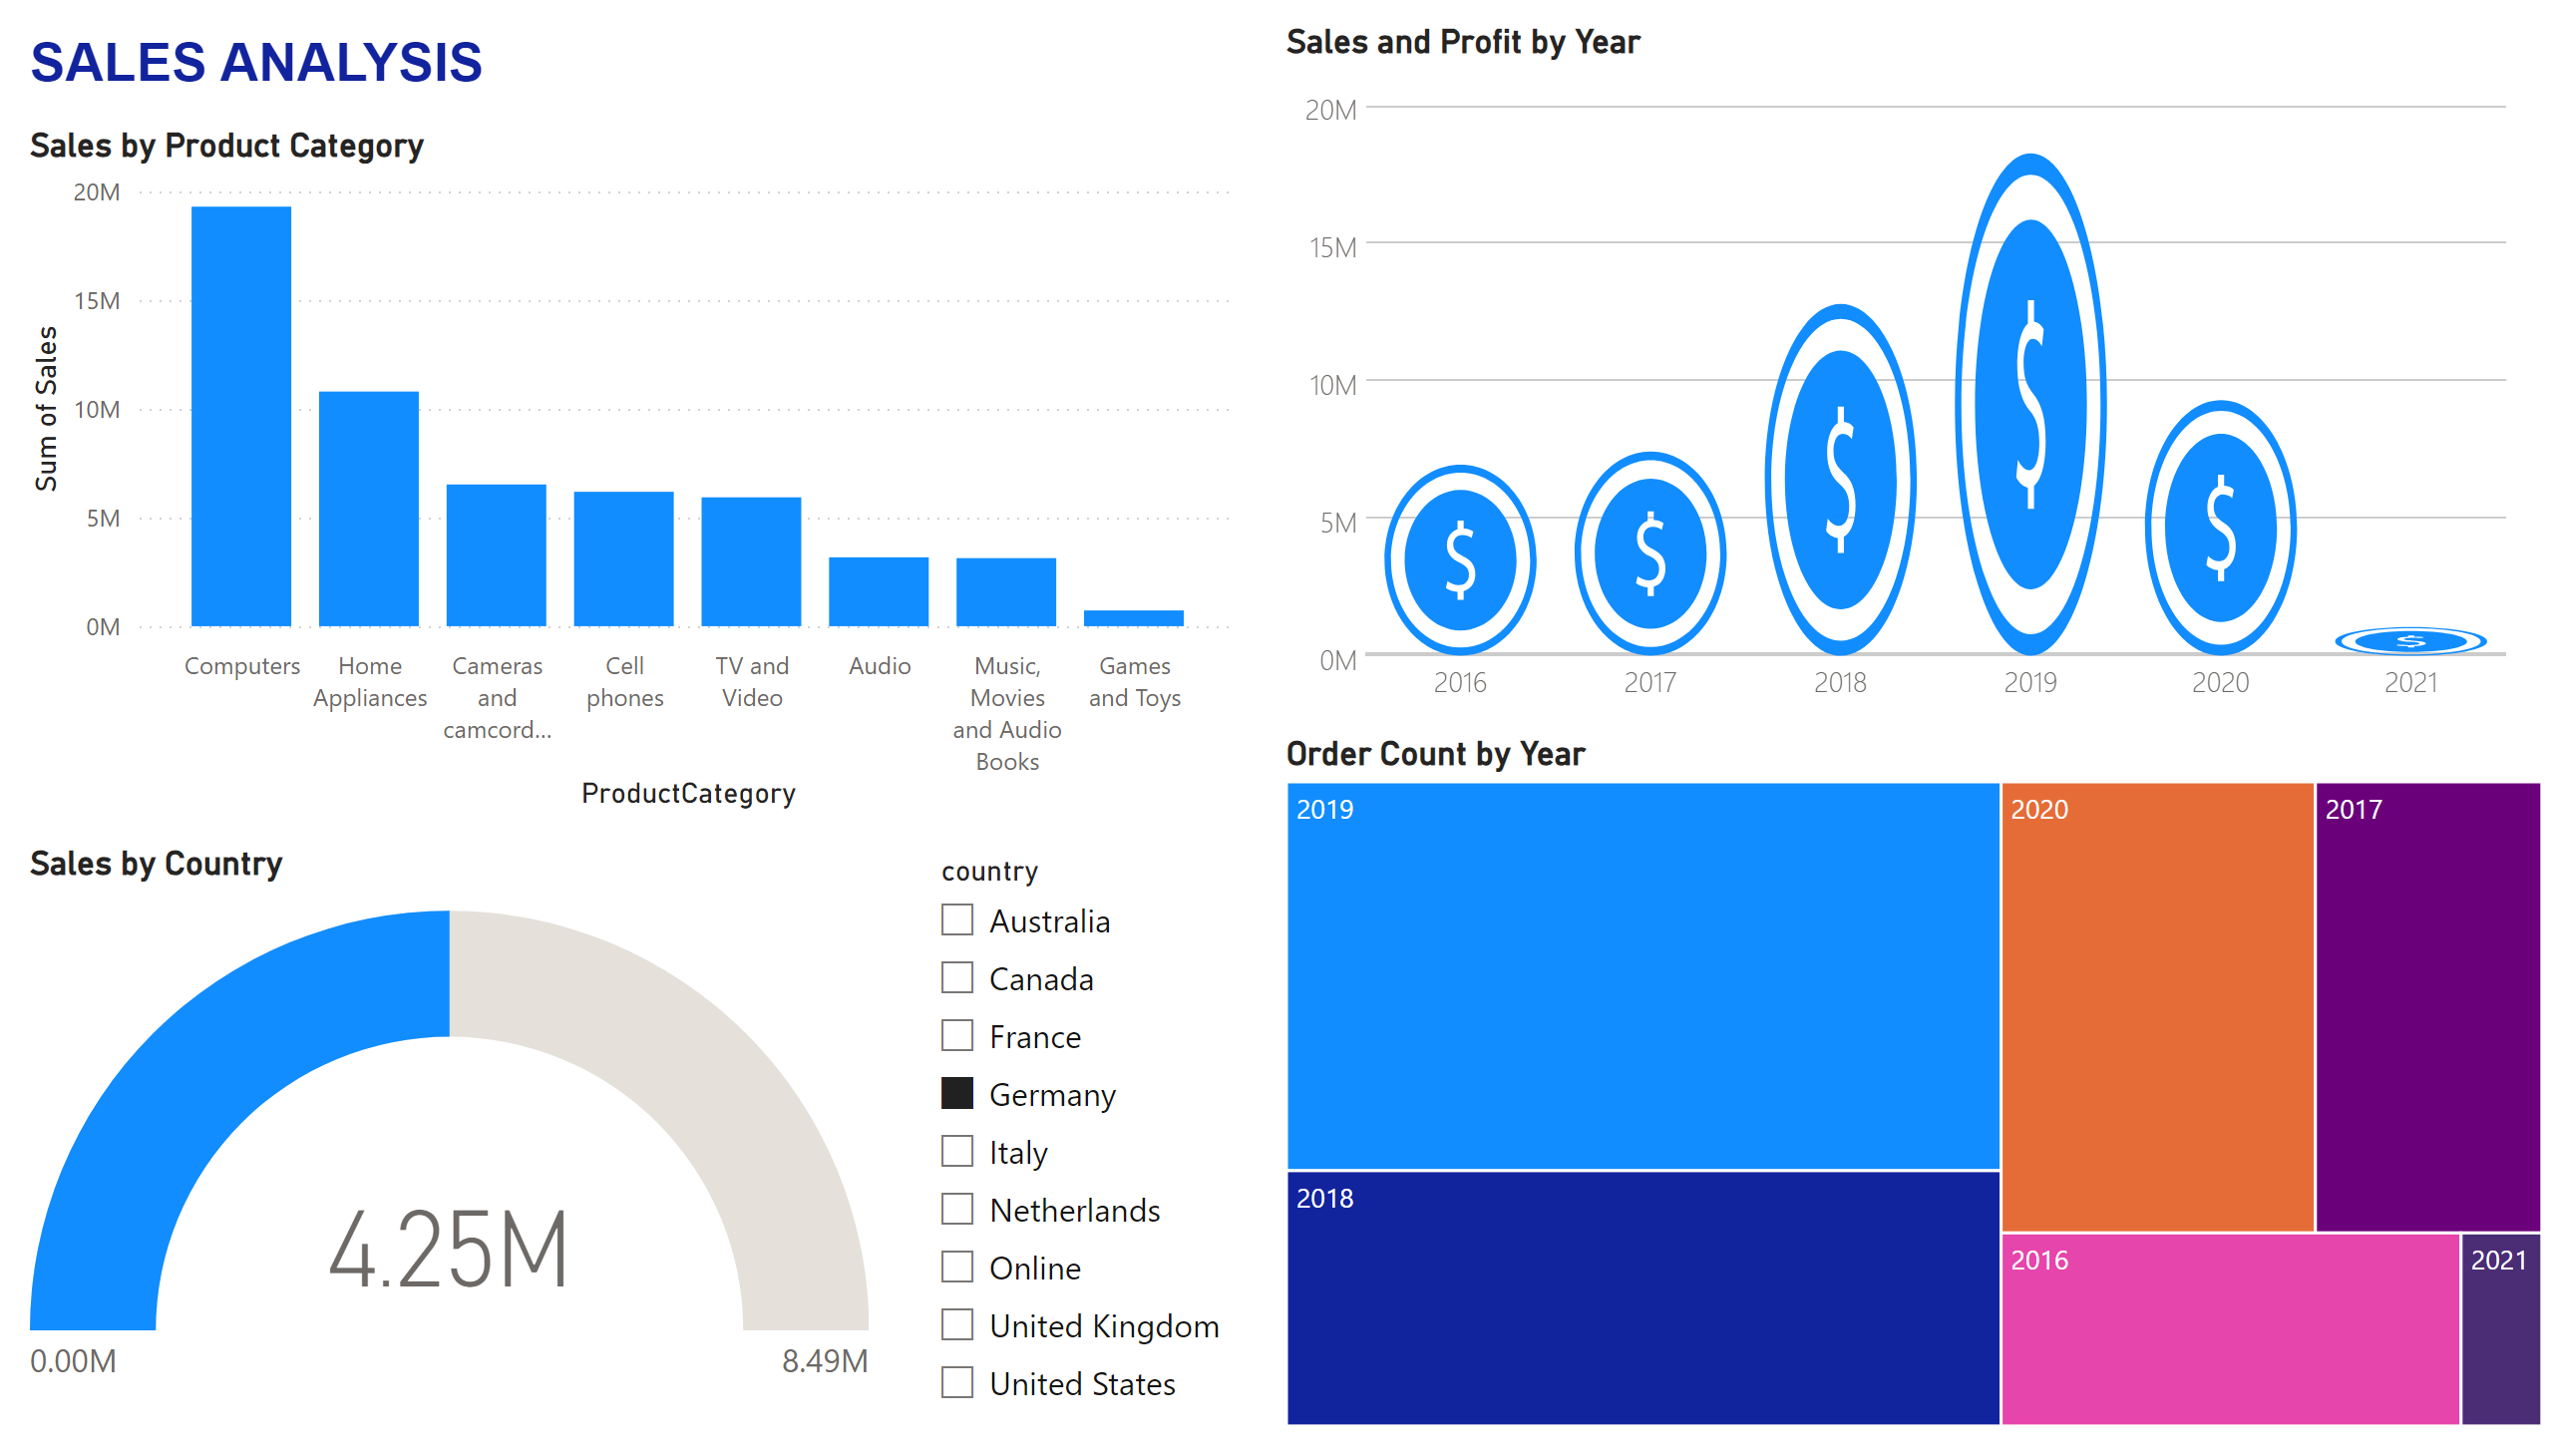 SALES ANALYSIS
Sales by Product Category
20M
15M
10M
5M
0M
Sum of Sales
Computers
Home
Appliances
Cameras
and
camcord...
Cell
phones
TV and
Video
Audio
Music,
Movies
and Audio
Books
Games
and Toys
ProductCategory
Sales by Country
4.25M
0.00M
8.49M
country
Australia
Canada
France
Germany
Italy
Netherlands
Online
United Kingdom
United States
Sales and Profit by Year
20M
15M
10M
5M
0M
$
$
$
$
$
$
2016
2017
2018
2019
2020
2021
Order Count by Year
2019
2020
2017
2018
2016
2021